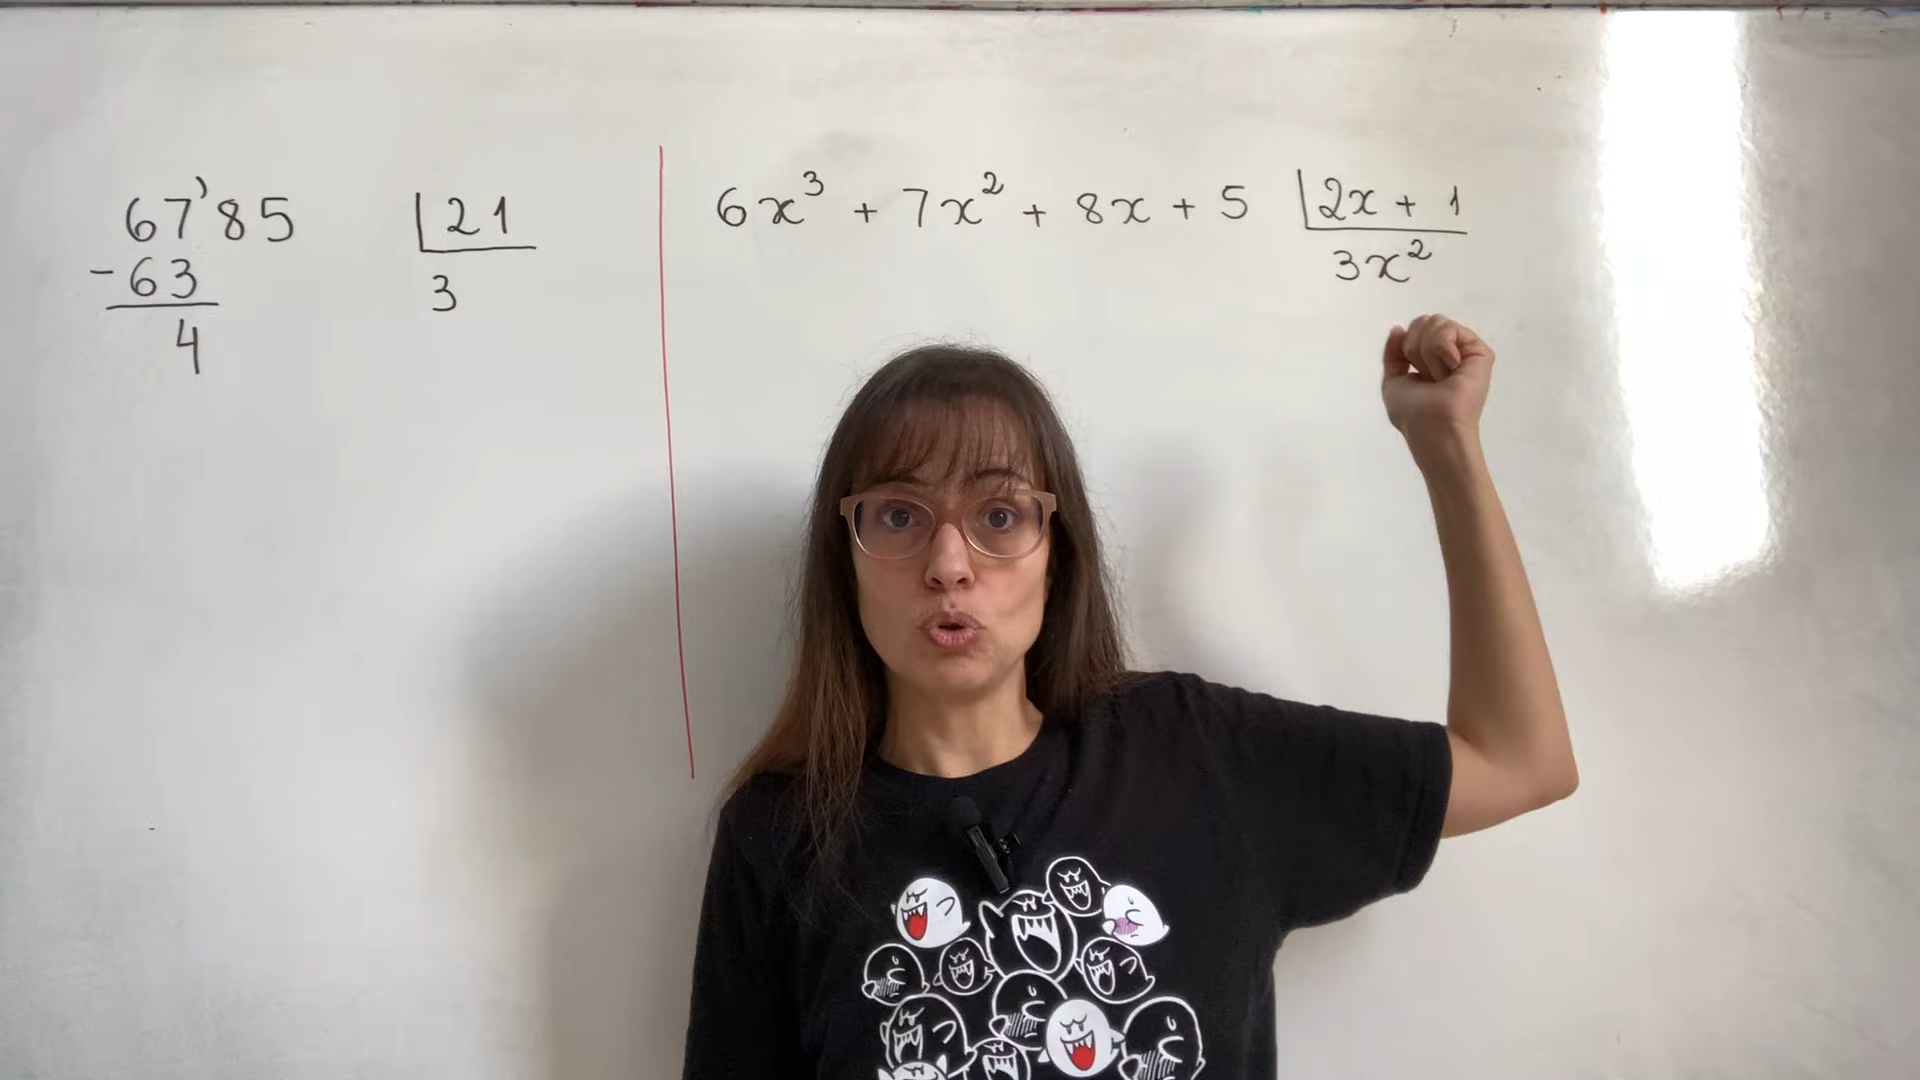 67'85 21
-63 3
4
6x³ + 7x² + 8x + 5 2x + 1
3x²